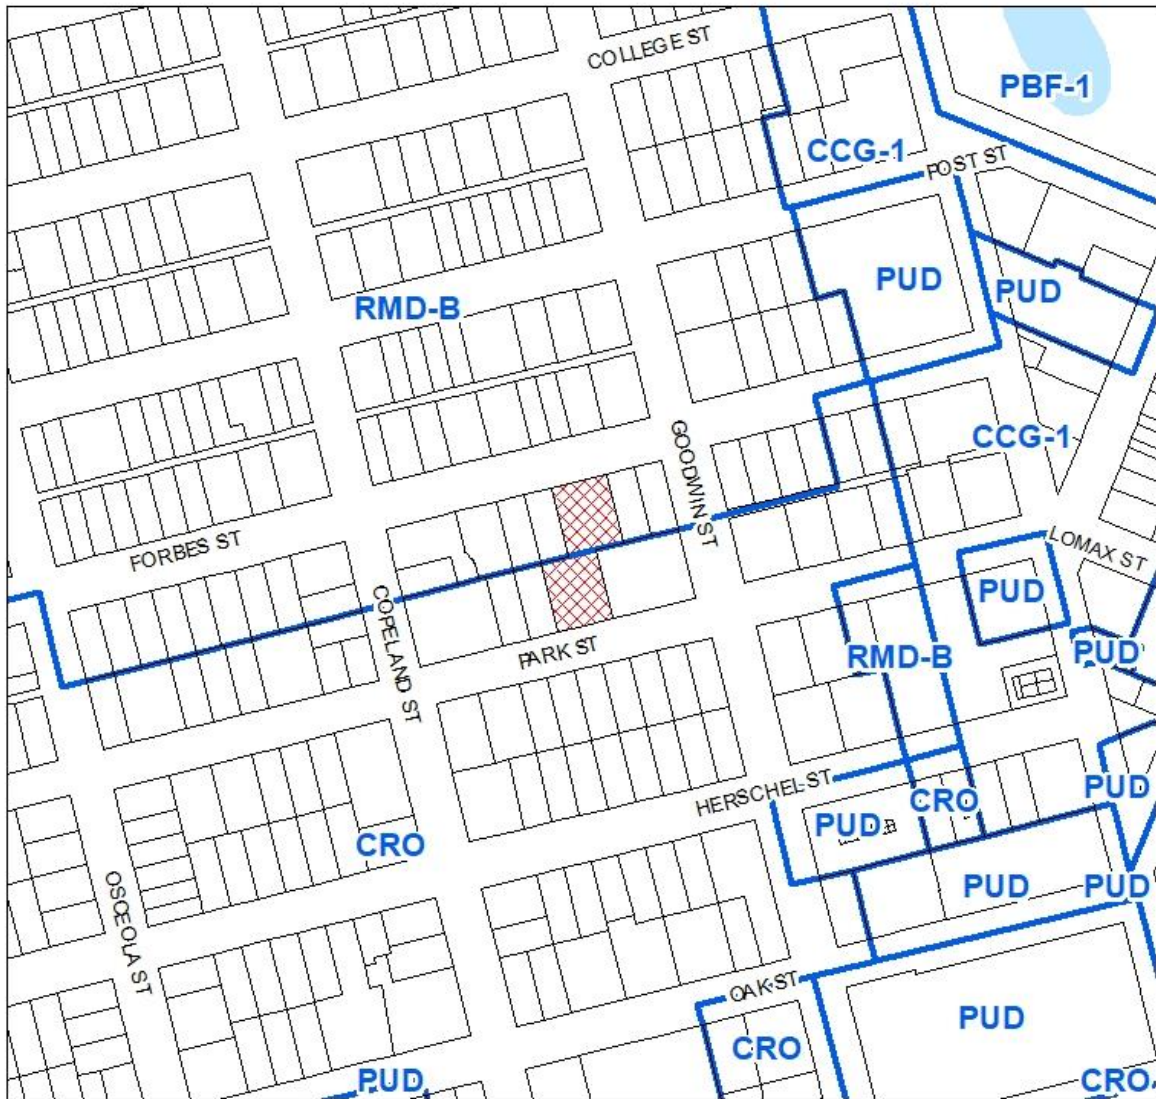 COLLEGE ST
PBF-1
CCG-1
POST ST
PUD
PUD
RMD-B
GOODWIN ST
CCG-1
FORBES ST
LOMAX ST
COPELAND ST
PUD
PARK ST
RMD-B
PUD
HERSCHEL ST
PUD
CRO
PUD
CRO
OSCEOLA ST
PUD
PUD
OAK ST
PUD
CRO
PUD
CRO